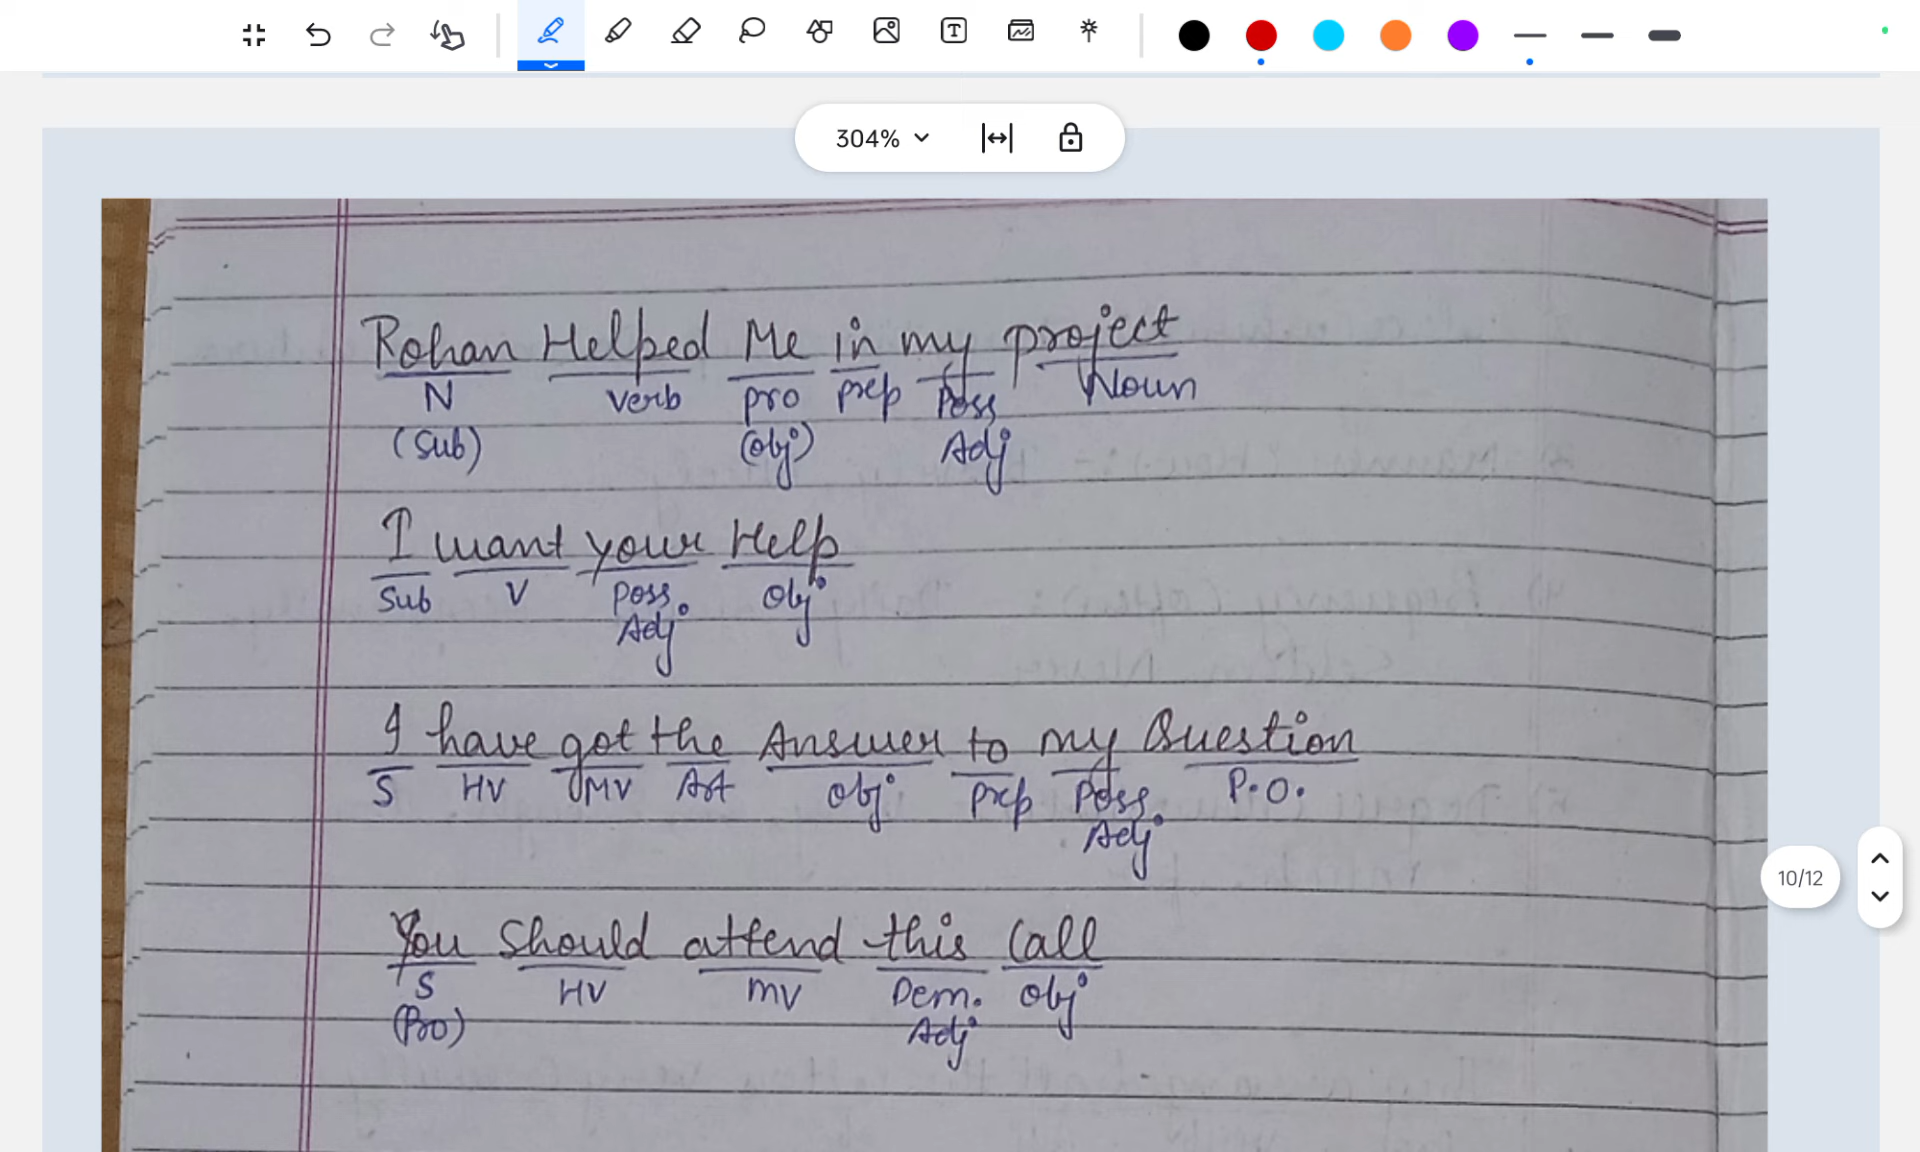 304%
Rohan Helped Me in my project
N verb pro prep Poss Noun
(Sub) (obj) Adj
I want your Help
Sub V Poss. Obj
Adj
I have got the Answer to my Question
S HV MV Art obj prep Poss P.O.
Adj
You Should attend this Call
S HV MV Dem. Obj
(Pro) Adj
10/12